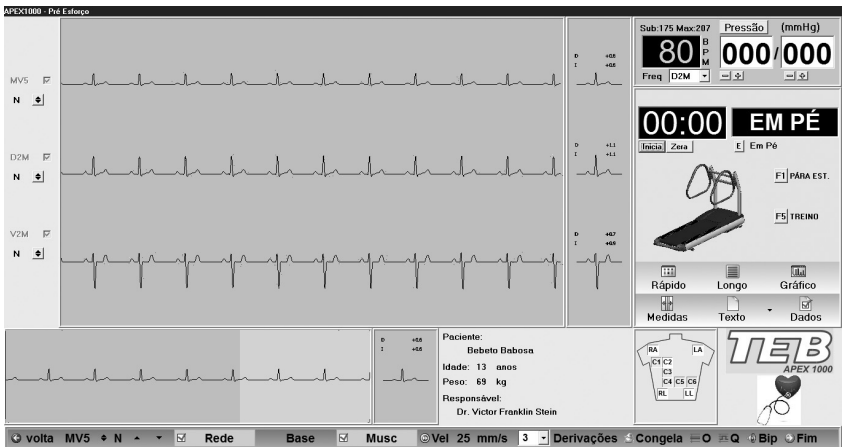 APEX1000 - Pré Esforço
MV5
N
D2M
N
V2M
N
D +0,8
I +0,6
D +1,1
I +1,1
D +0,7
I +0,9
Sub:175 Max:207
80 BPM
Freq D2M
Pressão (mmHg)
000/000
00:00
EM PÉ
Inicia Zera
E Em Pé
F1 PÁRA EST.
F5 TREINO
Rápido Longo Gráfico
Medidas Texto Dados
D +0,6
I +0,6
Paciente:
Bebeto Babosa
Idade: 13 anos
Peso: 69 kg
Responsável:
Dr. Victor Franklin Stein
RA LA
C1 C2
C3
C4 C5 C6
RL LL
TEB
APEX 1000
volta MV5 N Rede Base Musc Vel 25 mm/s 3 Derivações Congela O Q Bip Fim